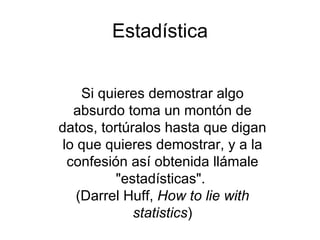 Estadística
Si quieres demostrar algo
absurdo toma un montón de
datos, tortúralos hasta que digan
lo que quieres demostrar, y a la
confesión así obtenida llámale
"estadísticas".
(Darrel Huff, How to lie with
statistics)